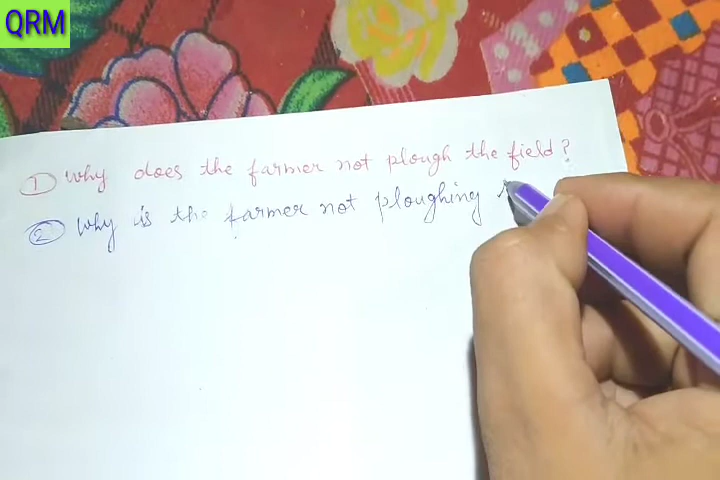 QRM
1 Why does the farmer not plough the field?
2 Why is the farmer not ploughing